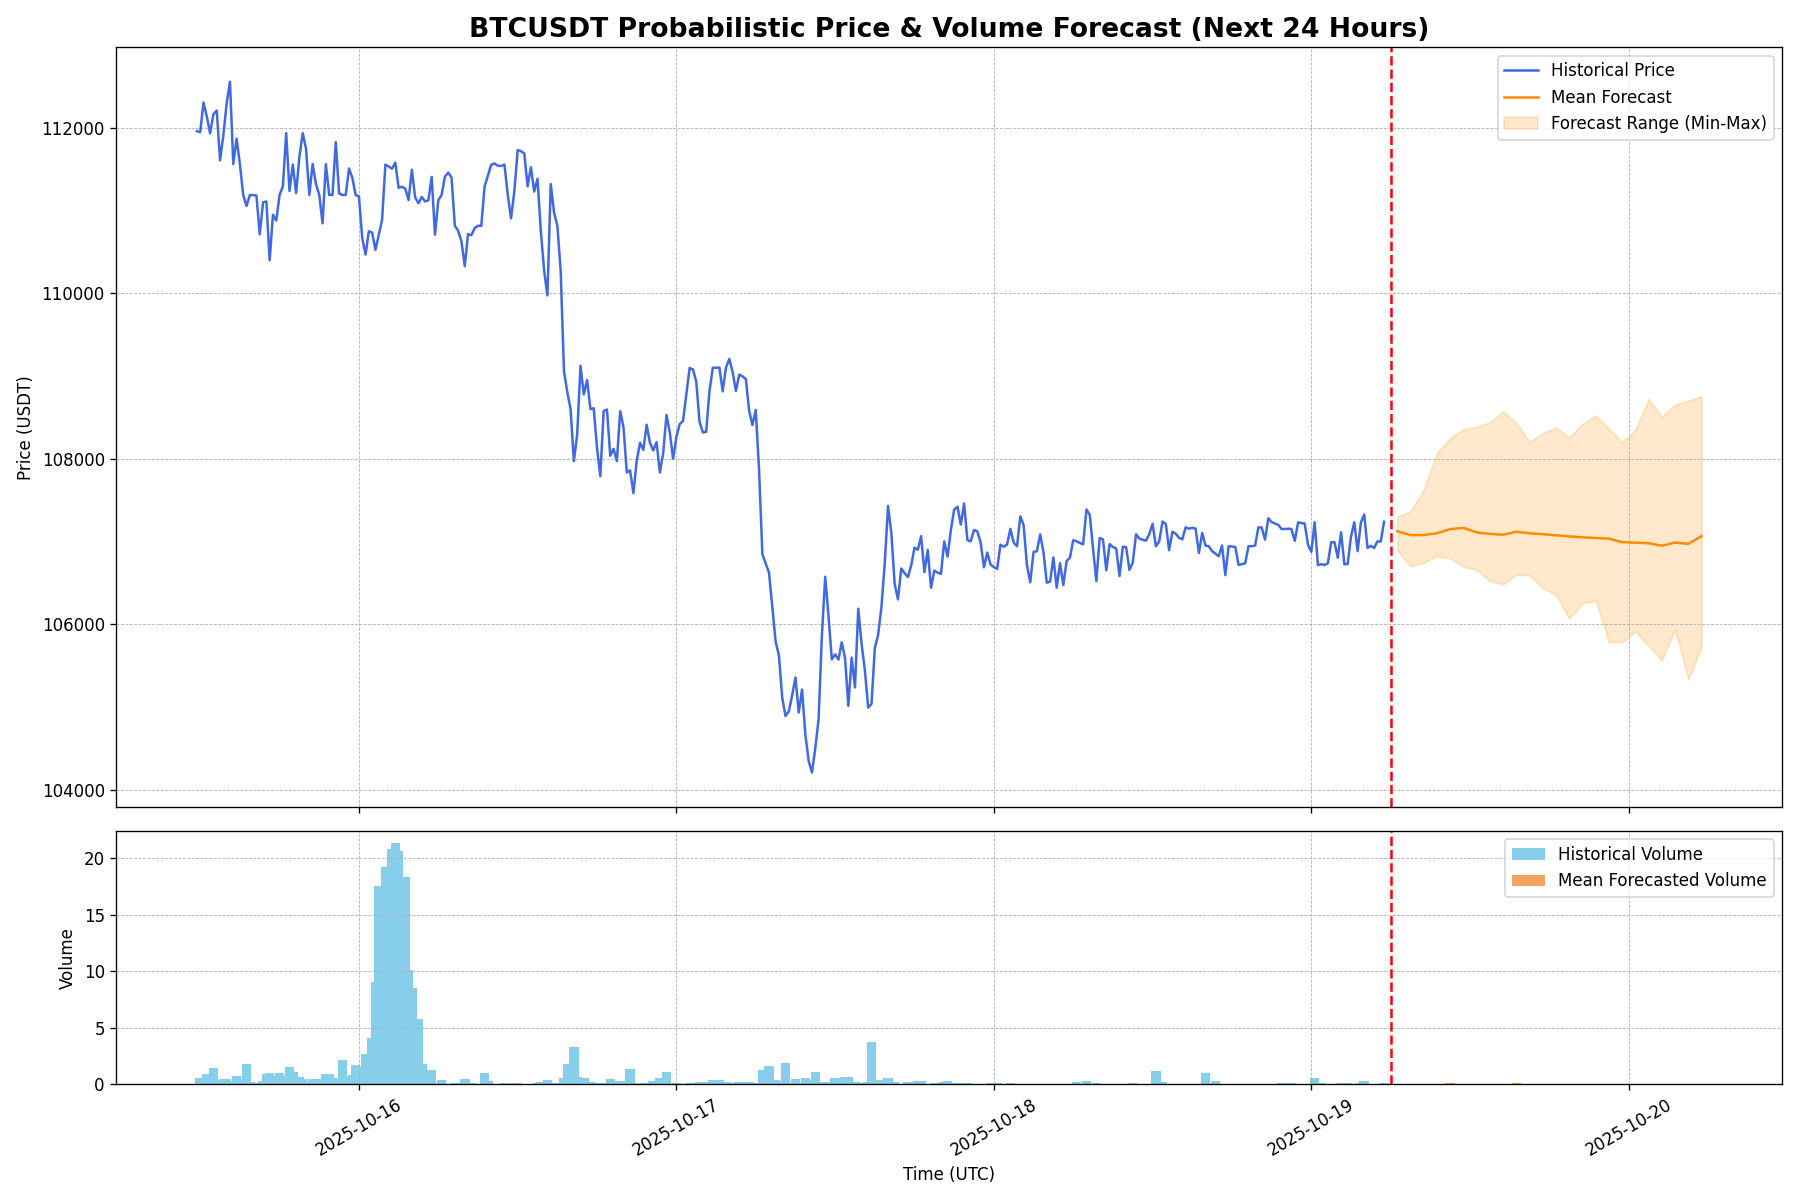 BTCUSDT Probabilistic Price & Volume Forecast (Next 24 Hours)
Historical Price
Mean Forecast
Forecast Range (Min-Max)
112000
110000
108000
106000
104000
Price (USDT)
Historical Volume
Mean Forecasted Volume
20
15
10
5
0
Volume
2025-10-16
2025-10-17
2025-10-18
2025-10-19
2025-10-20
Time (UTC)